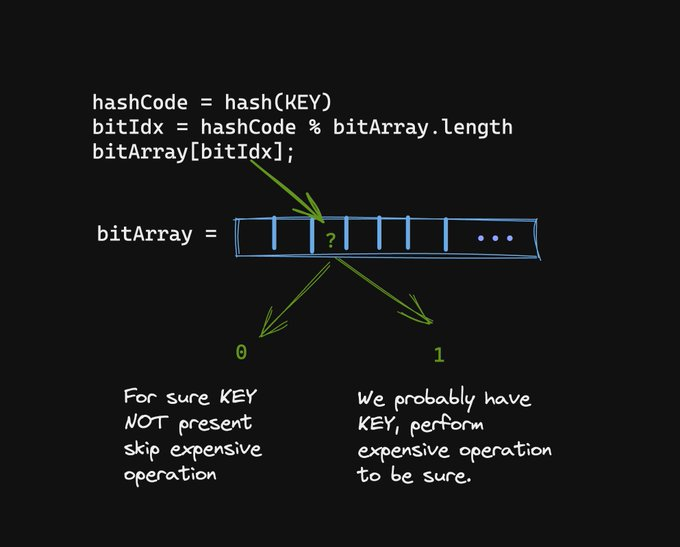 hashCode = hash(KEY)
bitIdx = hashCode % bitArray.length
bitArray[bitIdx];
bitArray =
?
...
0
1
For sure KEY
NOT present
skip expensive
operation
We probably have
KEY, perform
expensive operation
to be sure.